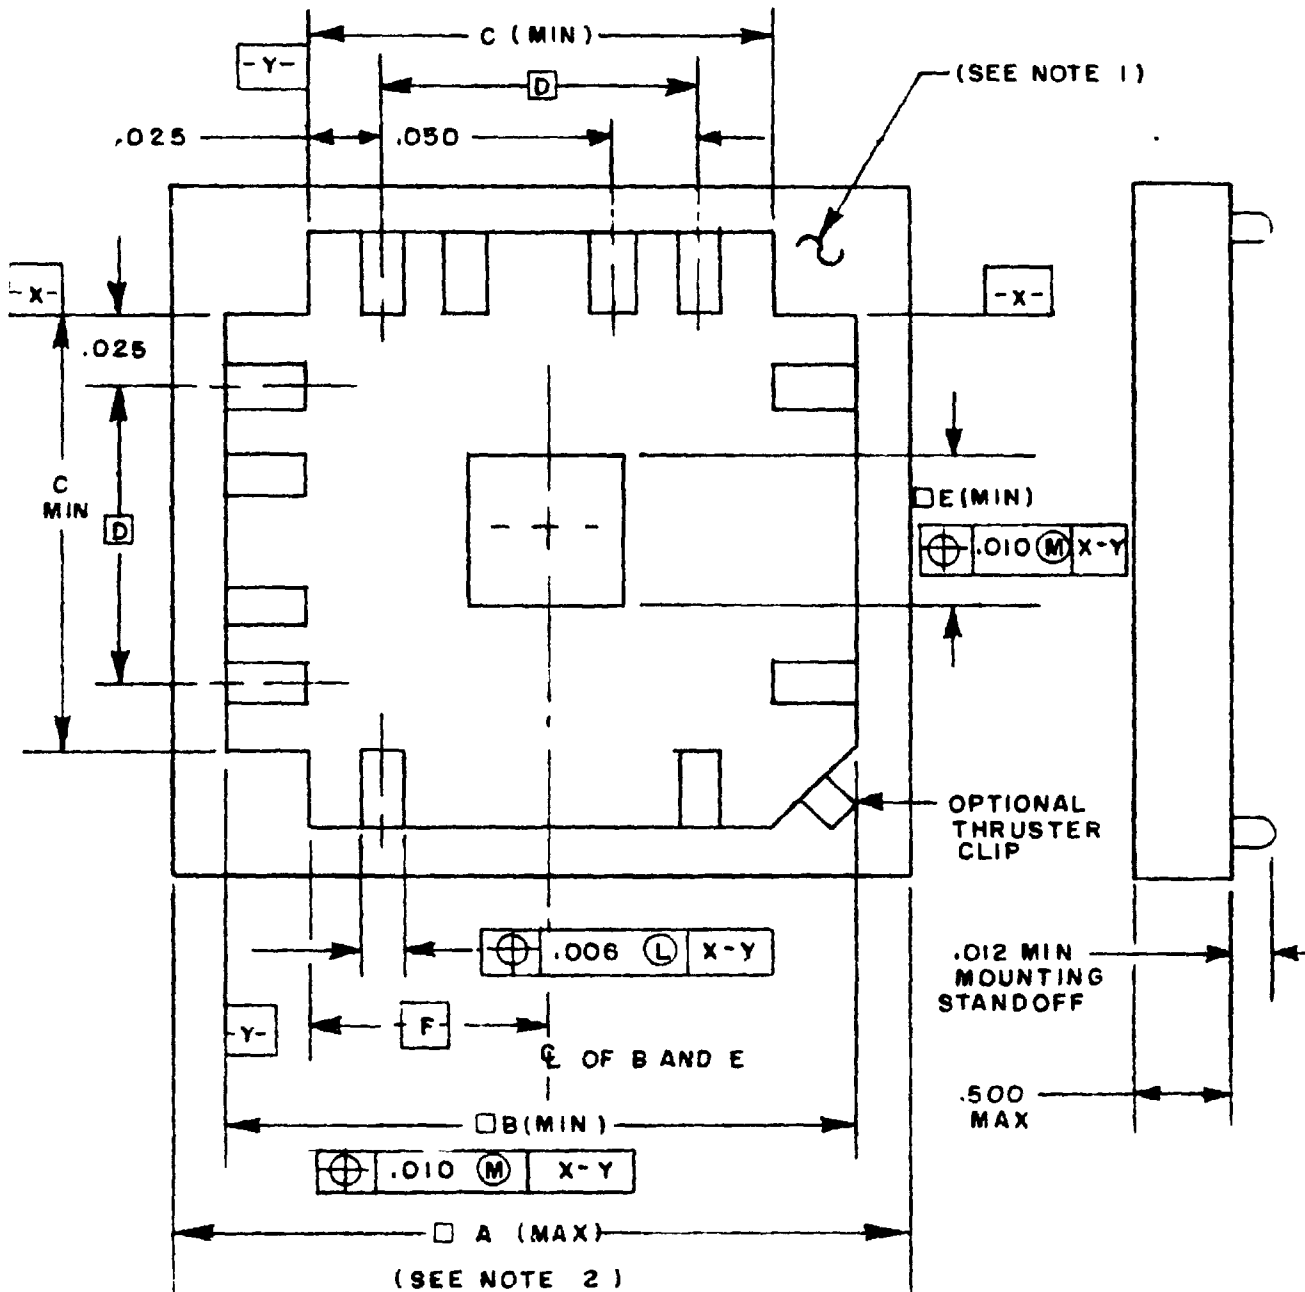 C (MIN)
-Y-
D
(SEE NOTE 1)
.025
.050
-X-
-X-
.025
C
MIN
D
□E(MIN)
⌖ .010 Ⓜ X-Y
OPTIONAL
THRUSTER
CLIP
⌖ .006 Ⓛ X-Y
.012 MIN
MOUNTING
STANDOFF
-Y-
F
℄ OF B AND E
.500
MAX
□B(MIN)
⌖ .010 Ⓜ X-Y
□ A (MAX)
(SEE NOTE 2)